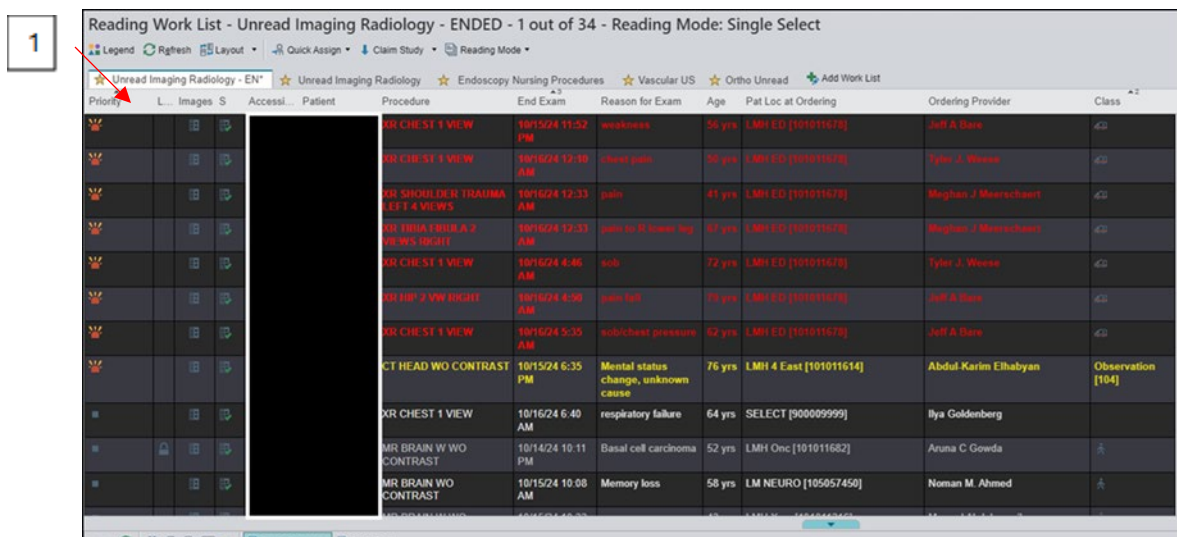 1
Reading Work List - Unread Imaging Radiology - ENDED - 1 out of 34 - Reading Mode: Single Select
Legend Refresh Layout Quick Assign Claim Study Reading Mode
Unread Imaging Radiology - EN* Unread Imaging Radiology Endoscopy Nursing Procedures Vascular US Ortho Unread Add Work List
Priority L... Images S Accessi... Patient Procedure 3 End Exam Reason for Exam Age Pat Loc at Ordering Ordering Provider 2 Class
XR CHEST 1 VIEW 10/15/24 11:52 weakness 56 yrs LMH ED [101011678] Jeff A Bare
PM
XR CHEST 1 VIEW 10/16/24 12:10 chest pain yrs LMH ED [101011678] Tyler J. Weese
AM
XR SHOULDER TRAUMA 10/16/24 12:33 pain 41 yrs LMH ED [101011678] Meghan J Meerschaert
LEFT 4 VIEWS AM
XR TIBIA FIBULA 2 10/16/24 12:33 pain to R lower leg 67 yrs LMH ED [101011678] Meghan J Meerschaert
VIEWS RIGHT AM
XR CHEST 1 VIEW 10/16/24 4:46 sob 72 yrs LMH ED [101011678] Tyler J. Weese
AM
XR HIP 2 VW RIGHT 10/16/24 4:50 pain fall yrs LMH ED [101011678] Jeff A Bare
AM
XR CHEST 1 VIEW 10/16/24 5:35 sob/chest pressure 62 yrs LMH ED [101011678] Jeff A Bare
AM
CT HEAD WO CONTRAST 10/15/24 6:35 Mental status 76 yrs LMH 4 East [101011614] Abdul-Karim Elhabyan Observation
PM change, unknown [104]
cause
XR CHEST 1 VIEW 10/16/24 6:40 respiratory failure 64 yrs SELECT [900009999] Ilya Goldenberg
AM
MR BRAIN W WO 10/14/24 10:11 Basal cell carcinoma 52 yrs LMH Onc [101011682] Aruna C Gowda
CONTRAST PM
MR BRAIN WO 10/15/24 10:08 Memory loss 58 yrs LM NEURO [105057450] Noman M. Ahmed
CONTRAST AM